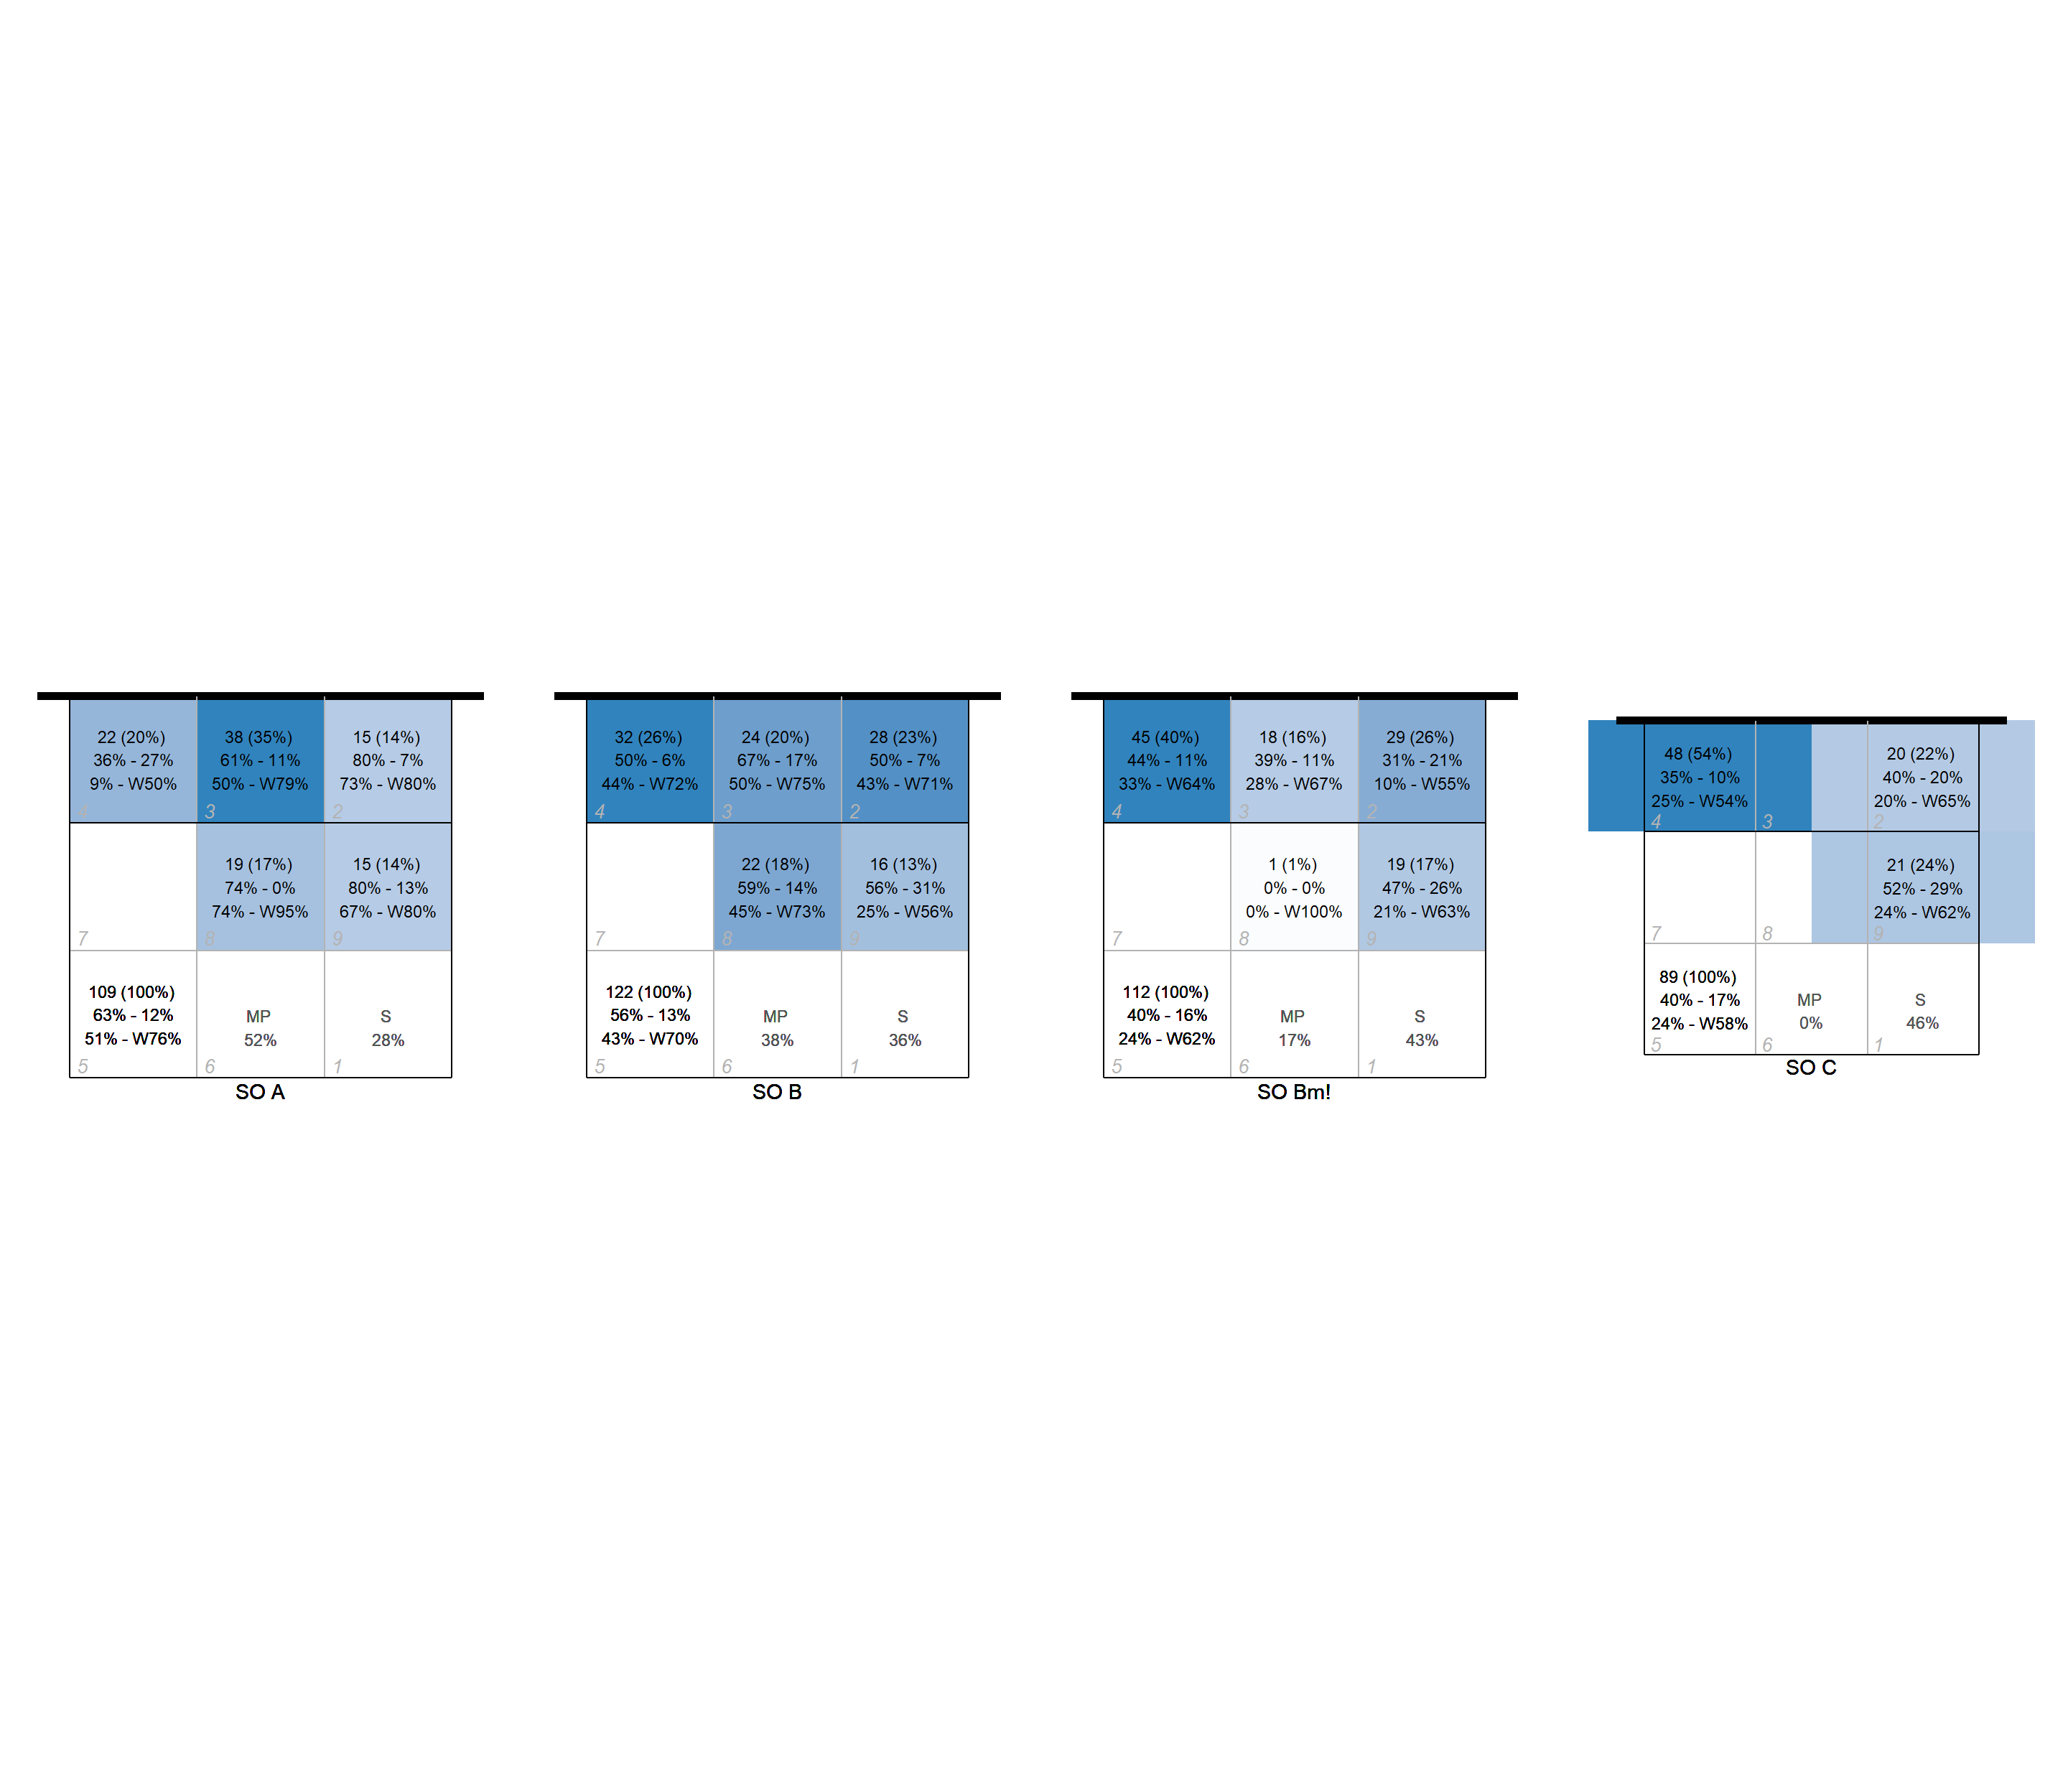 22 (20%)
36% - 27%
9% - W50%
4
38 (35%)
61% - 11%
50% - W79%
3
15 (14%)
80% - 7%
73% - W80%
2
7
19 (17%)
74% - 0%
74% - W95%
8
15 (14%)
80% - 13%
67% - W80%
9
109 (100%)
63% - 12%
51% - W76%
5
MP
52%
6
S
28%
1
SO A
32 (26%)
50% - 6%
44% - W72%
4
24 (20%)
67% - 17%
50% - W75%
3
28 (23%)
50% - 7%
43% - W71%
2
7
22 (18%)
59% - 14%
45% - W73%
8
16 (13%)
56% - 31%
25% - W56%
9
122 (100%)
56% - 13%
43% - W70%
5
MP
38%
6
S
36%
1
SO B
45 (40%)
44% - 11%
33% - W64%
4
18 (16%)
39% - 11%
28% - W67%
3
29 (26%)
31% - 21%
10% - W55%
2
7
1 (1%)
0% - 0%
0% - W100%
8
19 (17%)
47% - 26%
21% - W63%
9
112 (100%)
40% - 16%
24% - W62%
5
MP
17%
6
S
43%
1
SO Bm!
48 (54%)
35% - 10%
25% - W54%
4
3
20 (22%)
40% - 20%
20% - W65%
2
7
8
21 (24%)
52% - 29%
24% - W62%
9
89 (100%)
40% - 17%
24% - W58%
5
MP
0%
6
S
46%
1
SO C